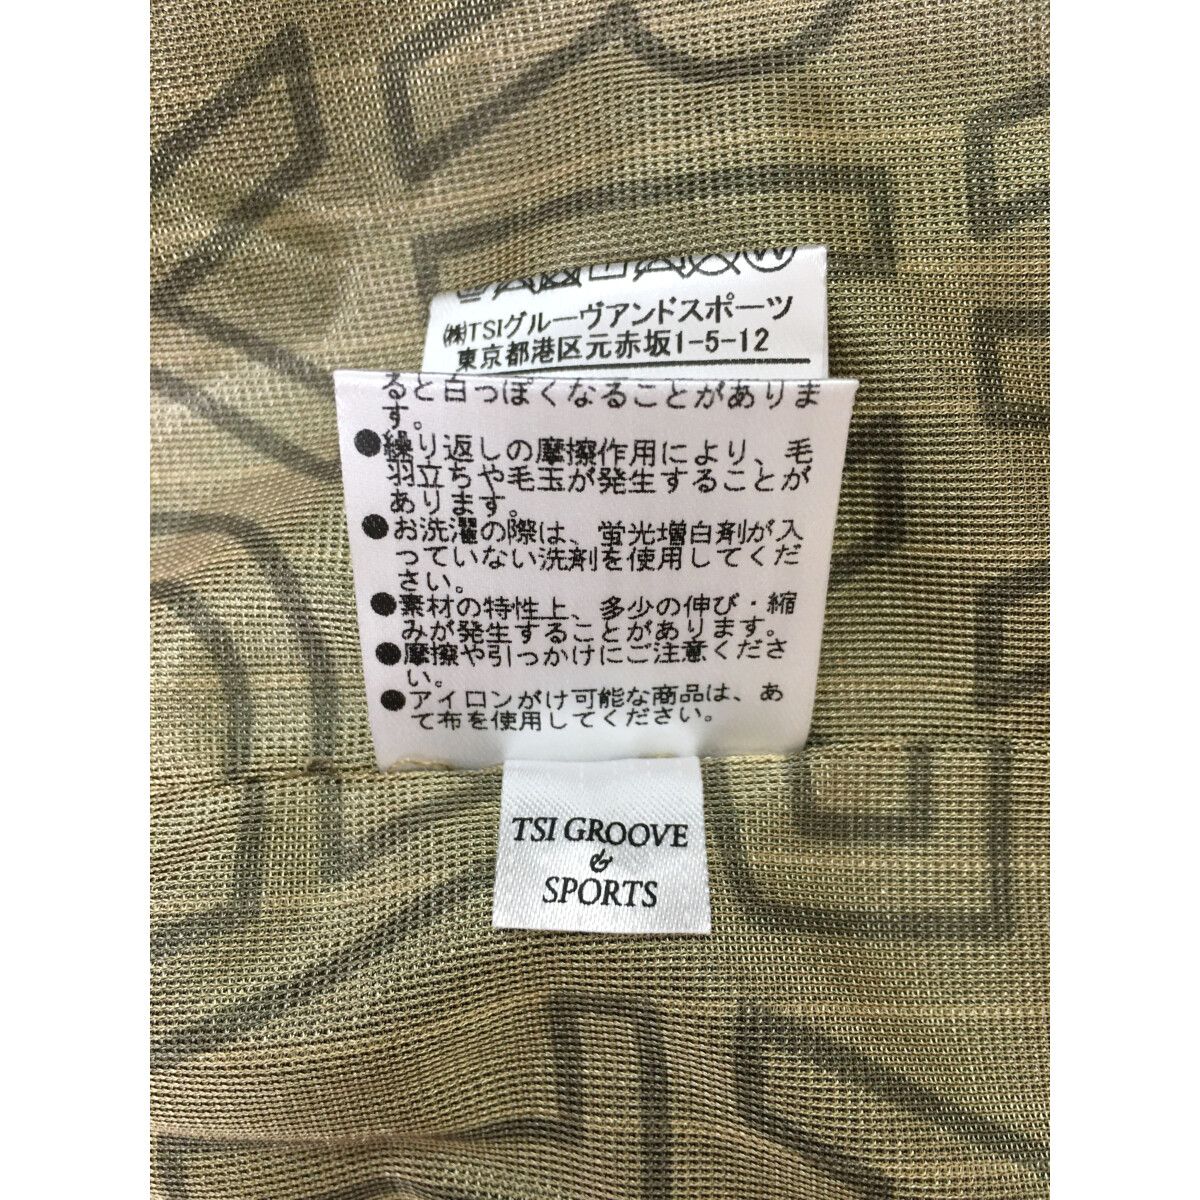 ㈱TSIグルーヴアンドスポーツ
東京都港区元赤坂1-5-12
ると白っぽくなることがありま
す。
●繰り返しの摩擦作用により、毛
羽立ちや毛玉が発生することが
あります。
●お洗濯の際は、蛍光増白剤が入
っていない洗剤を使用してくだ
さい。
●素材の特性上、多少の伸び・縮
みが発生することがあります。
●摩擦や引っかけにご注意くださ
い。
●アイロンがけ可能な商品は、あ
て布を使用してください。
TSI GROOVE
&
SPORTS